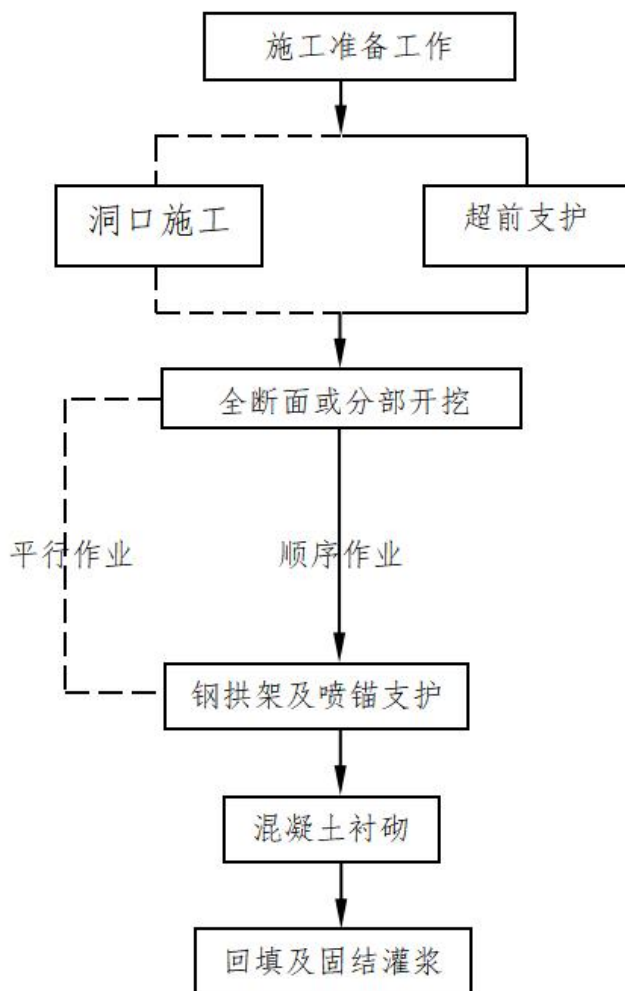 施工准备工作
洞口施工
超前支护
全断面或分部开挖
平行作业
顺序作业
钢拱架及喷锚支护
混凝土衬砌
回填及固结灌浆